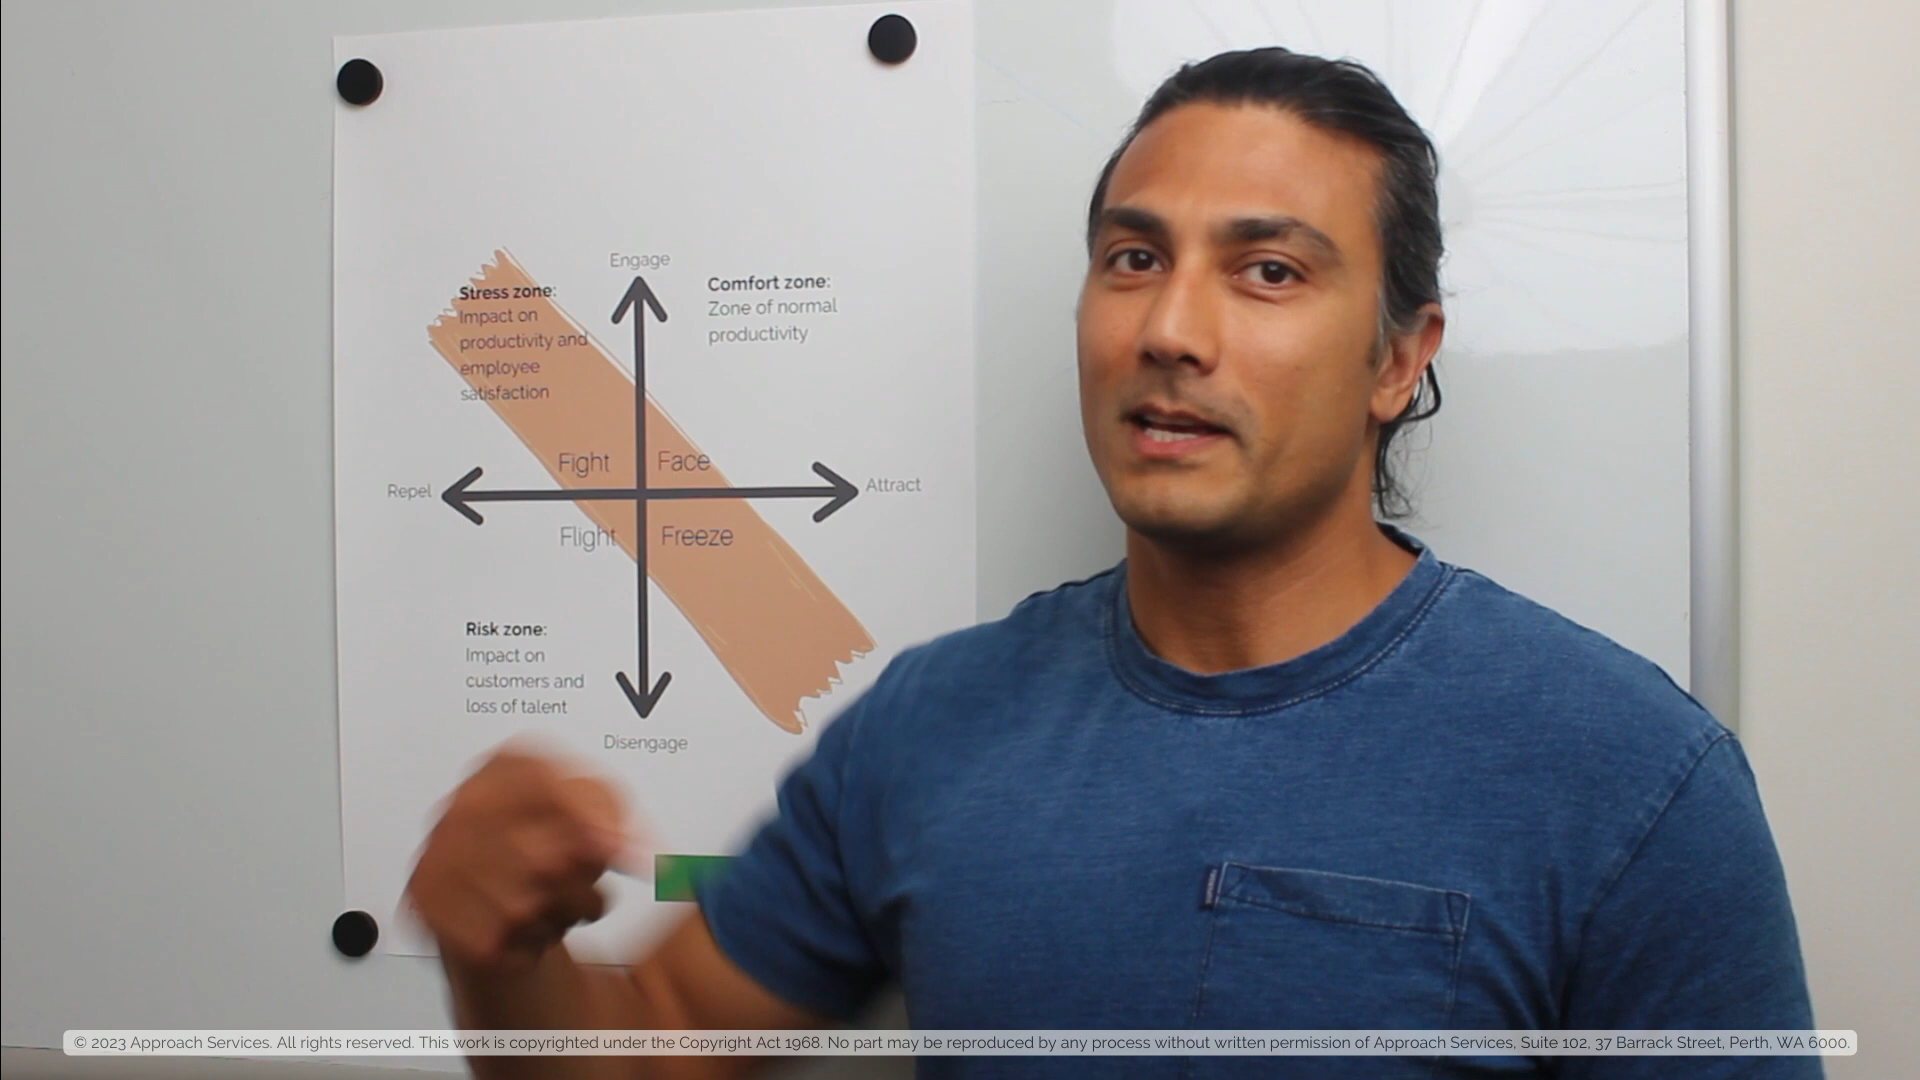 Engage
Stress zone:
Impact on
productivity and
employee
satisfaction
Comfort zone:
Zone of normal
productivity
Fight
Face
Repel
Attract
Flight
Freeze
Risk zone:
Impact on
customers and
loss of talent
Disengage
© 2023 Approach Services. All rights reserved. This work is copyrighted under the Copyright Act 1968. No part may be reproduced by any process without written permission of Approach Services, Suite 102, 37 Barrack Street, Perth, WA 6000.